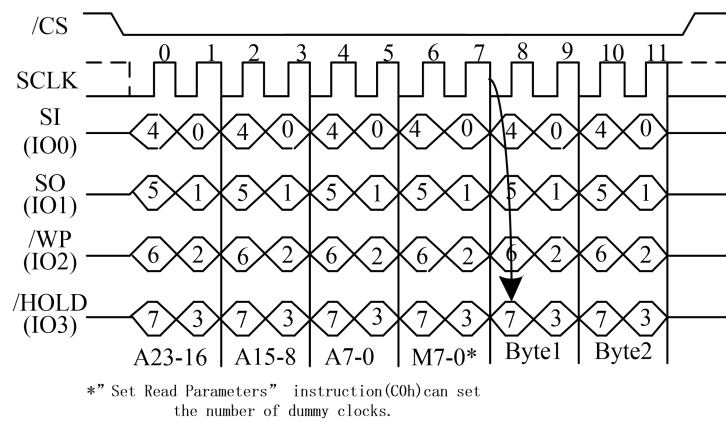 /CS
0 1 2 3 4 5 6 7 8 9 10 11
SCLK
SI
(IO0)
4 0 4 0 4 0 4 0 4 0 4 0
SO
(IO1)
5 1 5 1 5 1 5 1 5 1 5 1
/WP
(IO2)
6 2 6 2 6 2 6 2 6 2 6 2
/HOLD
(IO3)
7 3 7 3 7 3 7 3 7 3 7 3
A23-16 A15-8 A7-0 M7-0* Byte1 Byte2
*” Set Read Parameters” instruction(C0h)can set
the number of dummy clocks.